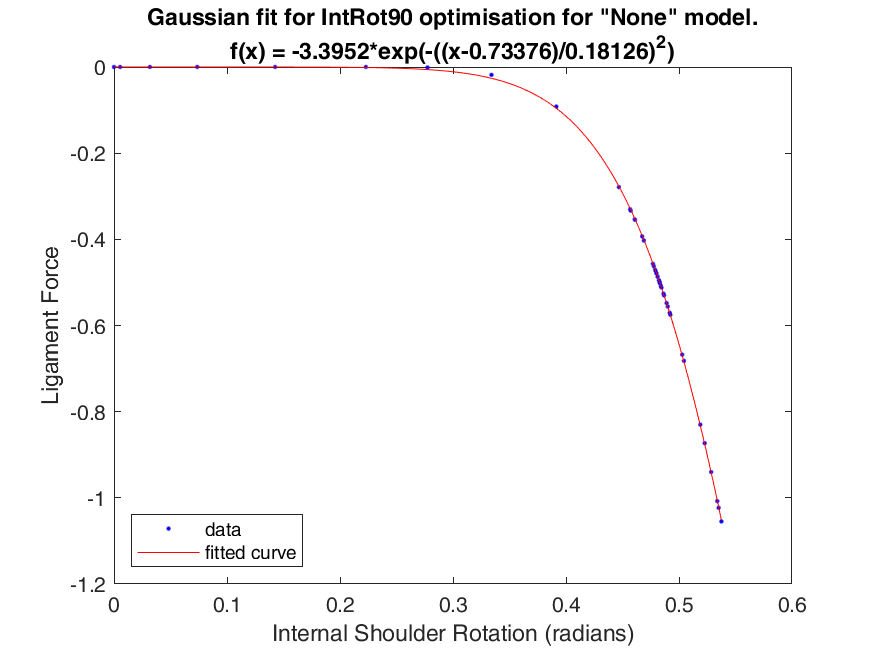 Gaussian fit for IntRot90 optimisation for "None" model.
f(x) = -3.3952*exp(-((x-0.73376)/0.18126)²)
0
-0.2
-0.4
-0.6
-0.8
-1
-1.2
Ligament Force
data
fitted curve
0 0.1 0.2 0.3 0.4 0.5 0.6
Internal Shoulder Rotation (radians)